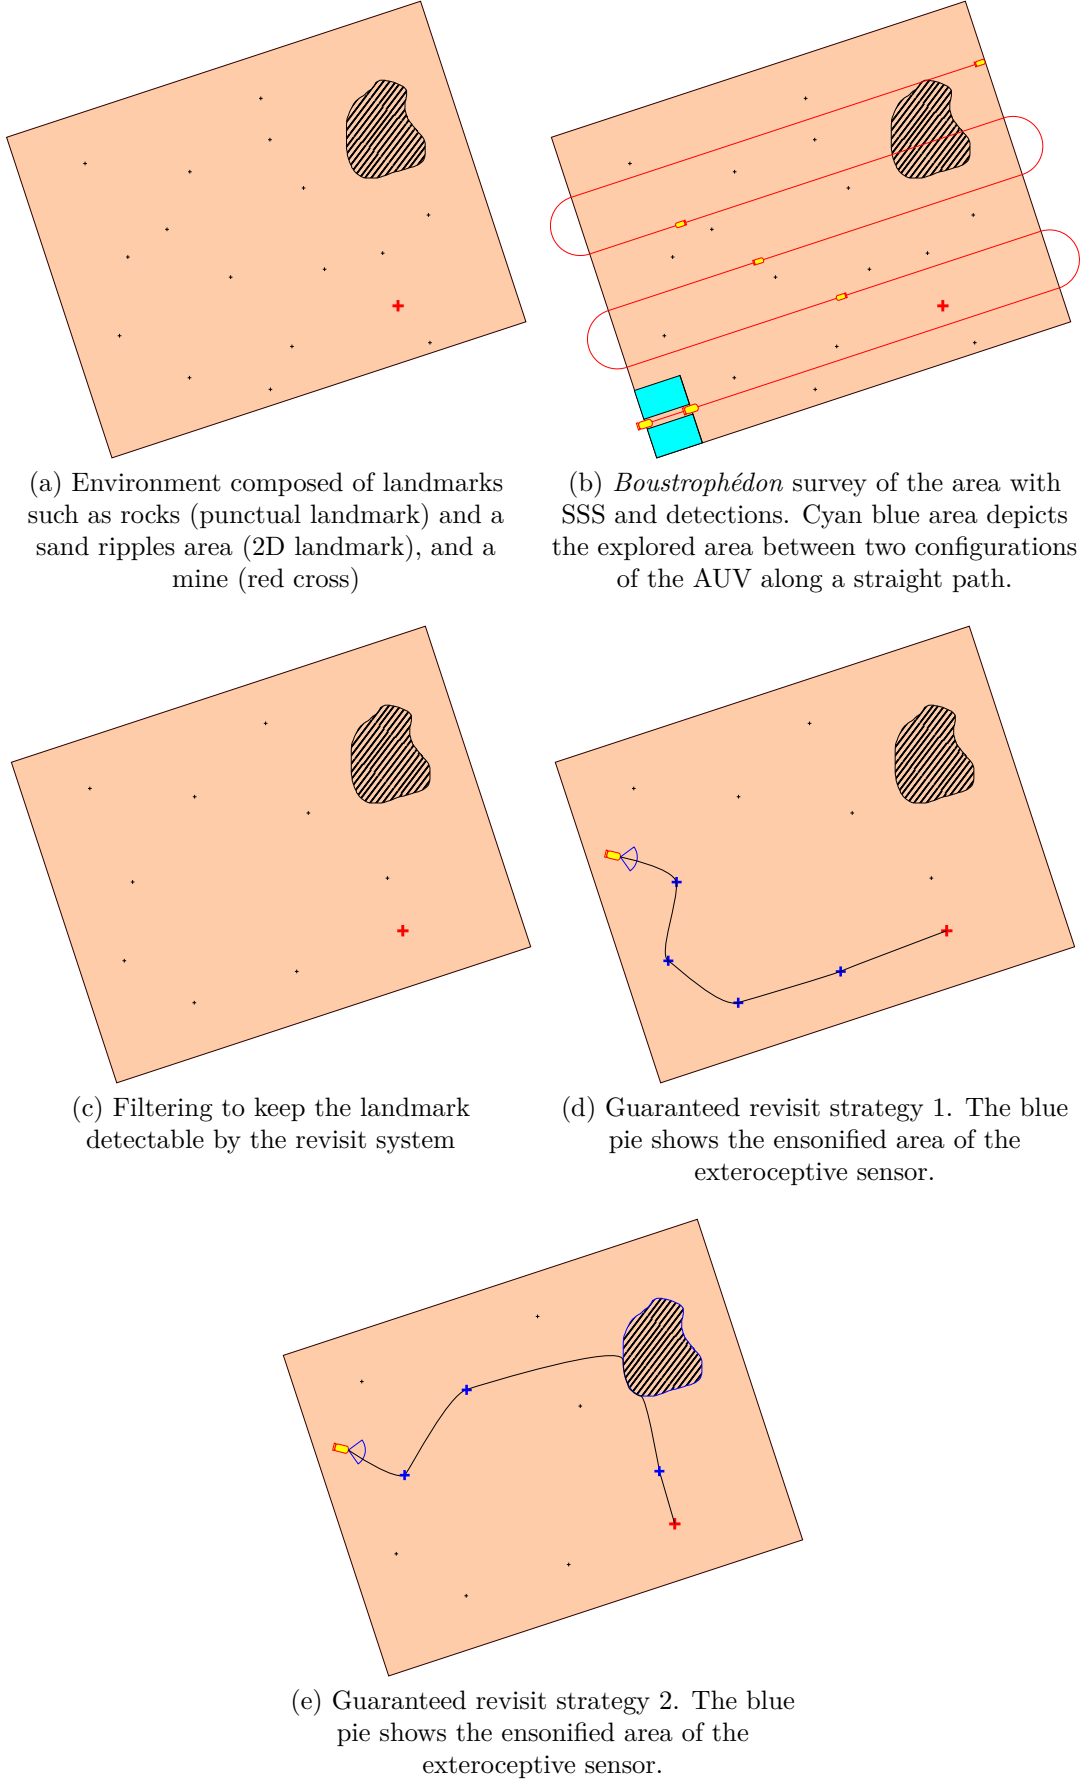 (a) Environment composed of landmarks
such as rocks (punctual landmark) and a
sand ripples area (2D landmark), and a
mine (red cross)
(b) Boustrophédon survey of the area with
SSS and detections. Cyan blue area depicts
the explored area between two configurations
of the AUV along a straight path.
(c) Filtering to keep the landmark
detectable by the revisit system
(d) Guaranteed revisit strategy 1. The blue
pie shows the ensonified area of the
exteroceptive sensor.
(e) Guaranteed revisit strategy 2. The blue
pie shows the ensonified area of the
exteroceptive sensor.